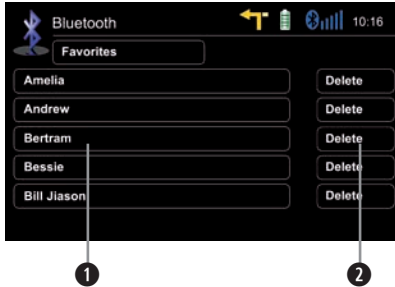 Bluetooth 10:16
Favorites
Amelia Delete
Andrew Delete
Bertram Delete
Bessie Delete
Bill Jiason Delete
1 2